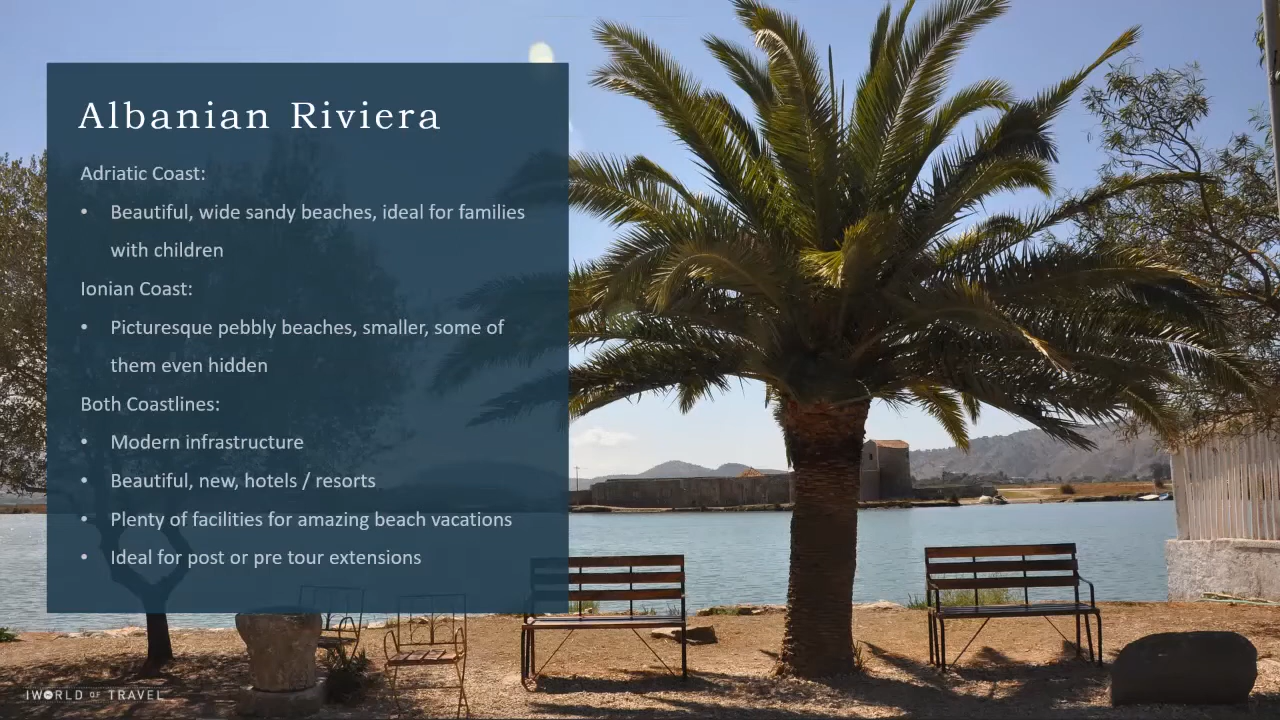 Albanian Riviera
Adriatic Coast:
• Beautiful, wide sandy beaches, ideal for families
with children
Ionian Coast:
• Picturesque pebbly beaches, smaller, some of
them even hidden
Both Coastlines:
• Modern infrastructure
• Beautiful, new, hotels / resorts
• Plenty of facilities for amazing beach vacations
• Ideal for post or pre tour extensions
IWORLD OF TRAVEL